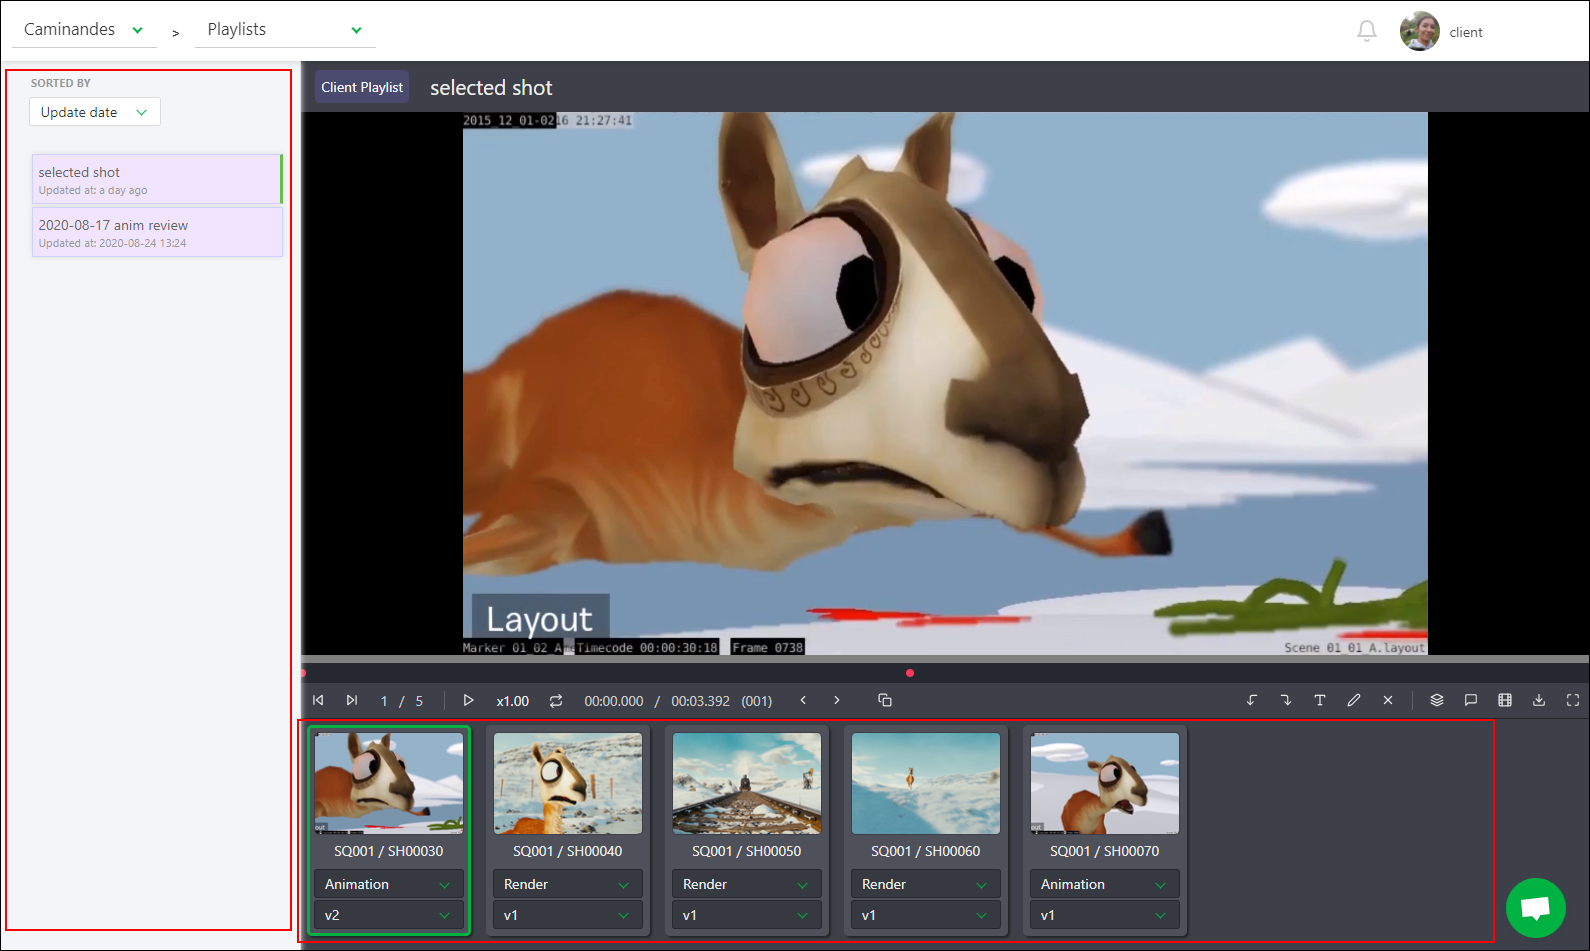 Caminandes > Playlists client
SORTED BY
Update date
selected shot
Updated at: a day ago
2020-08-17 anim review
Updated at: 2020-08-24 13:24
Client Playlist selected shot
2015_12_01-0216 21:27:41
Layout
Marker 01_02_A Timecode 00:00:30:18 Frame 0738 Scene 01_01_A.layout
1 / 5 x1.00 00:00.000 / 00:03.392 (001)
SQ001 / SH00030
Animation
v2
SQ001 / SH00040
Render
v1
SQ001 / SH00050
Render
v1
SQ001 / SH00060
Render
v1
SQ001 / SH00070
Animation
v1